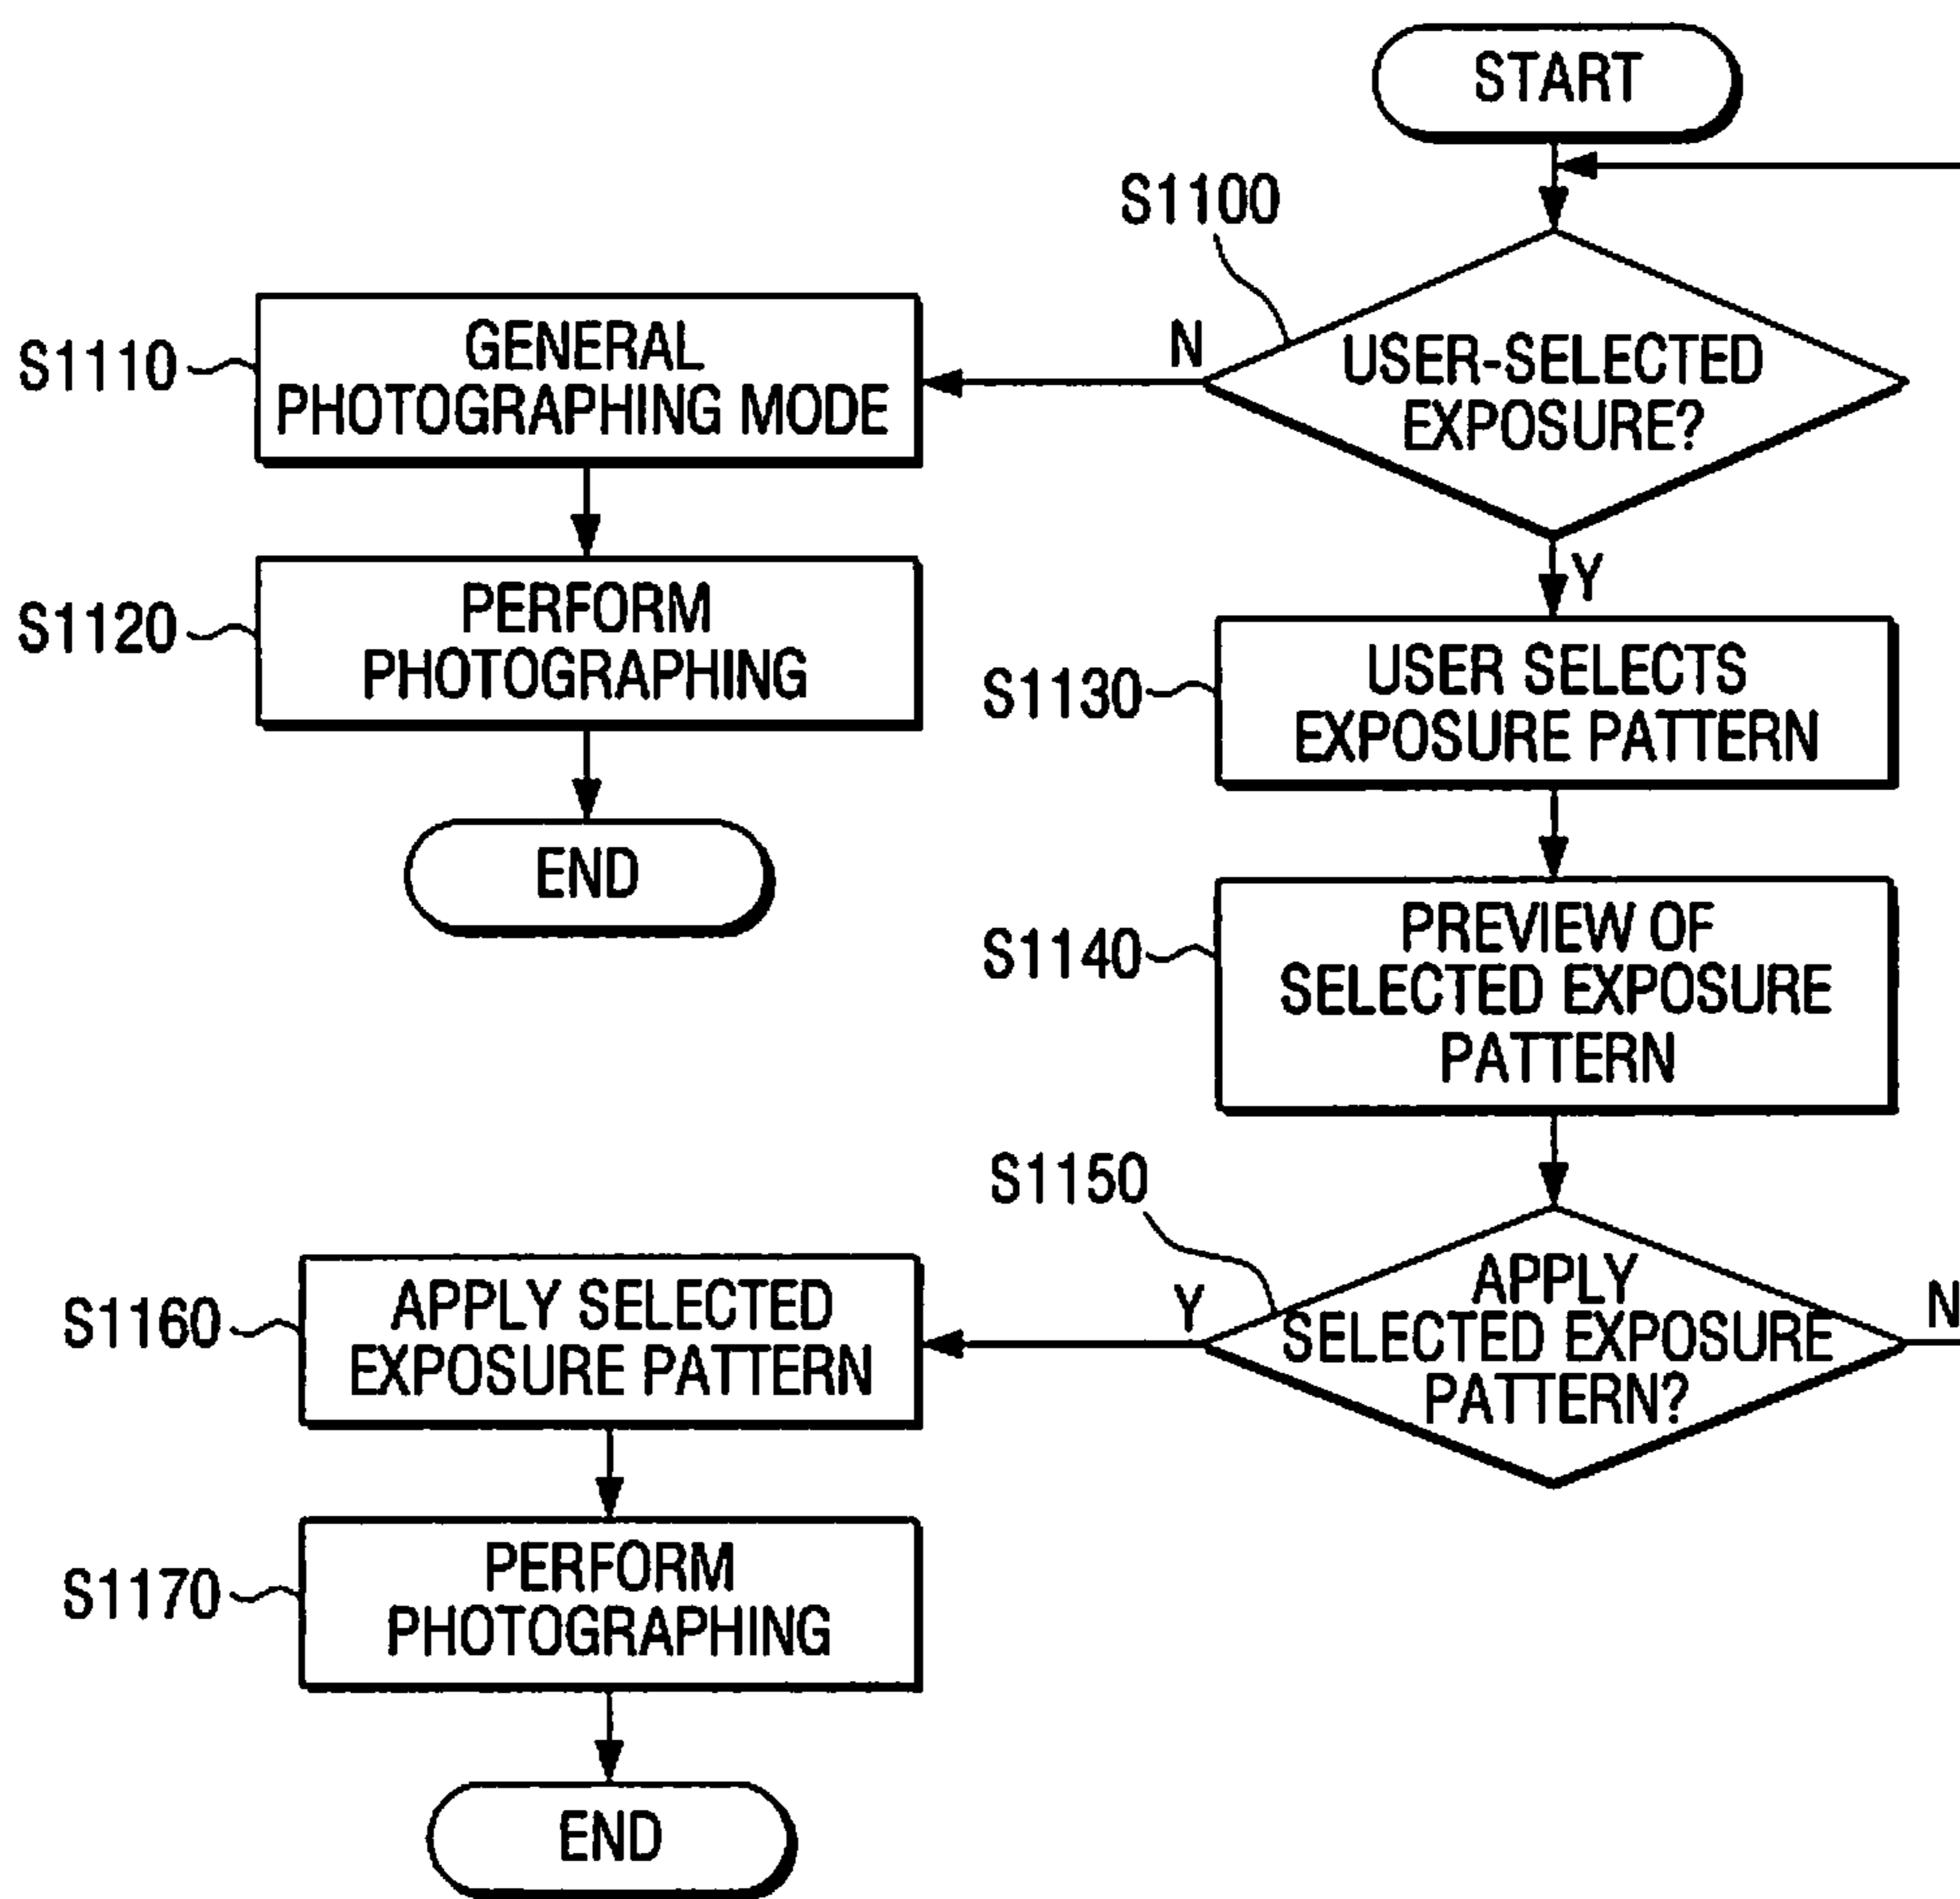 START
S1100
N
USER-SELECTED
EXPOSURE?
S1110
GENERAL
PHOTOGRAPHING MODE
Y
S1120
PERFORM
PHOTOGRAPHING
S1130
USER SELECTS
EXPOSURE PATTERN
END
S1140
PREVIEW OF
SELECTED EXPOSURE
PATTERN
S1150
Y
APPLY
SELECTED EXPOSURE
PATTERN?
N
S1160
APPLY SELECTED
EXPOSURE PATTERN
S1170
PERFORM
PHOTOGRAPHING
END